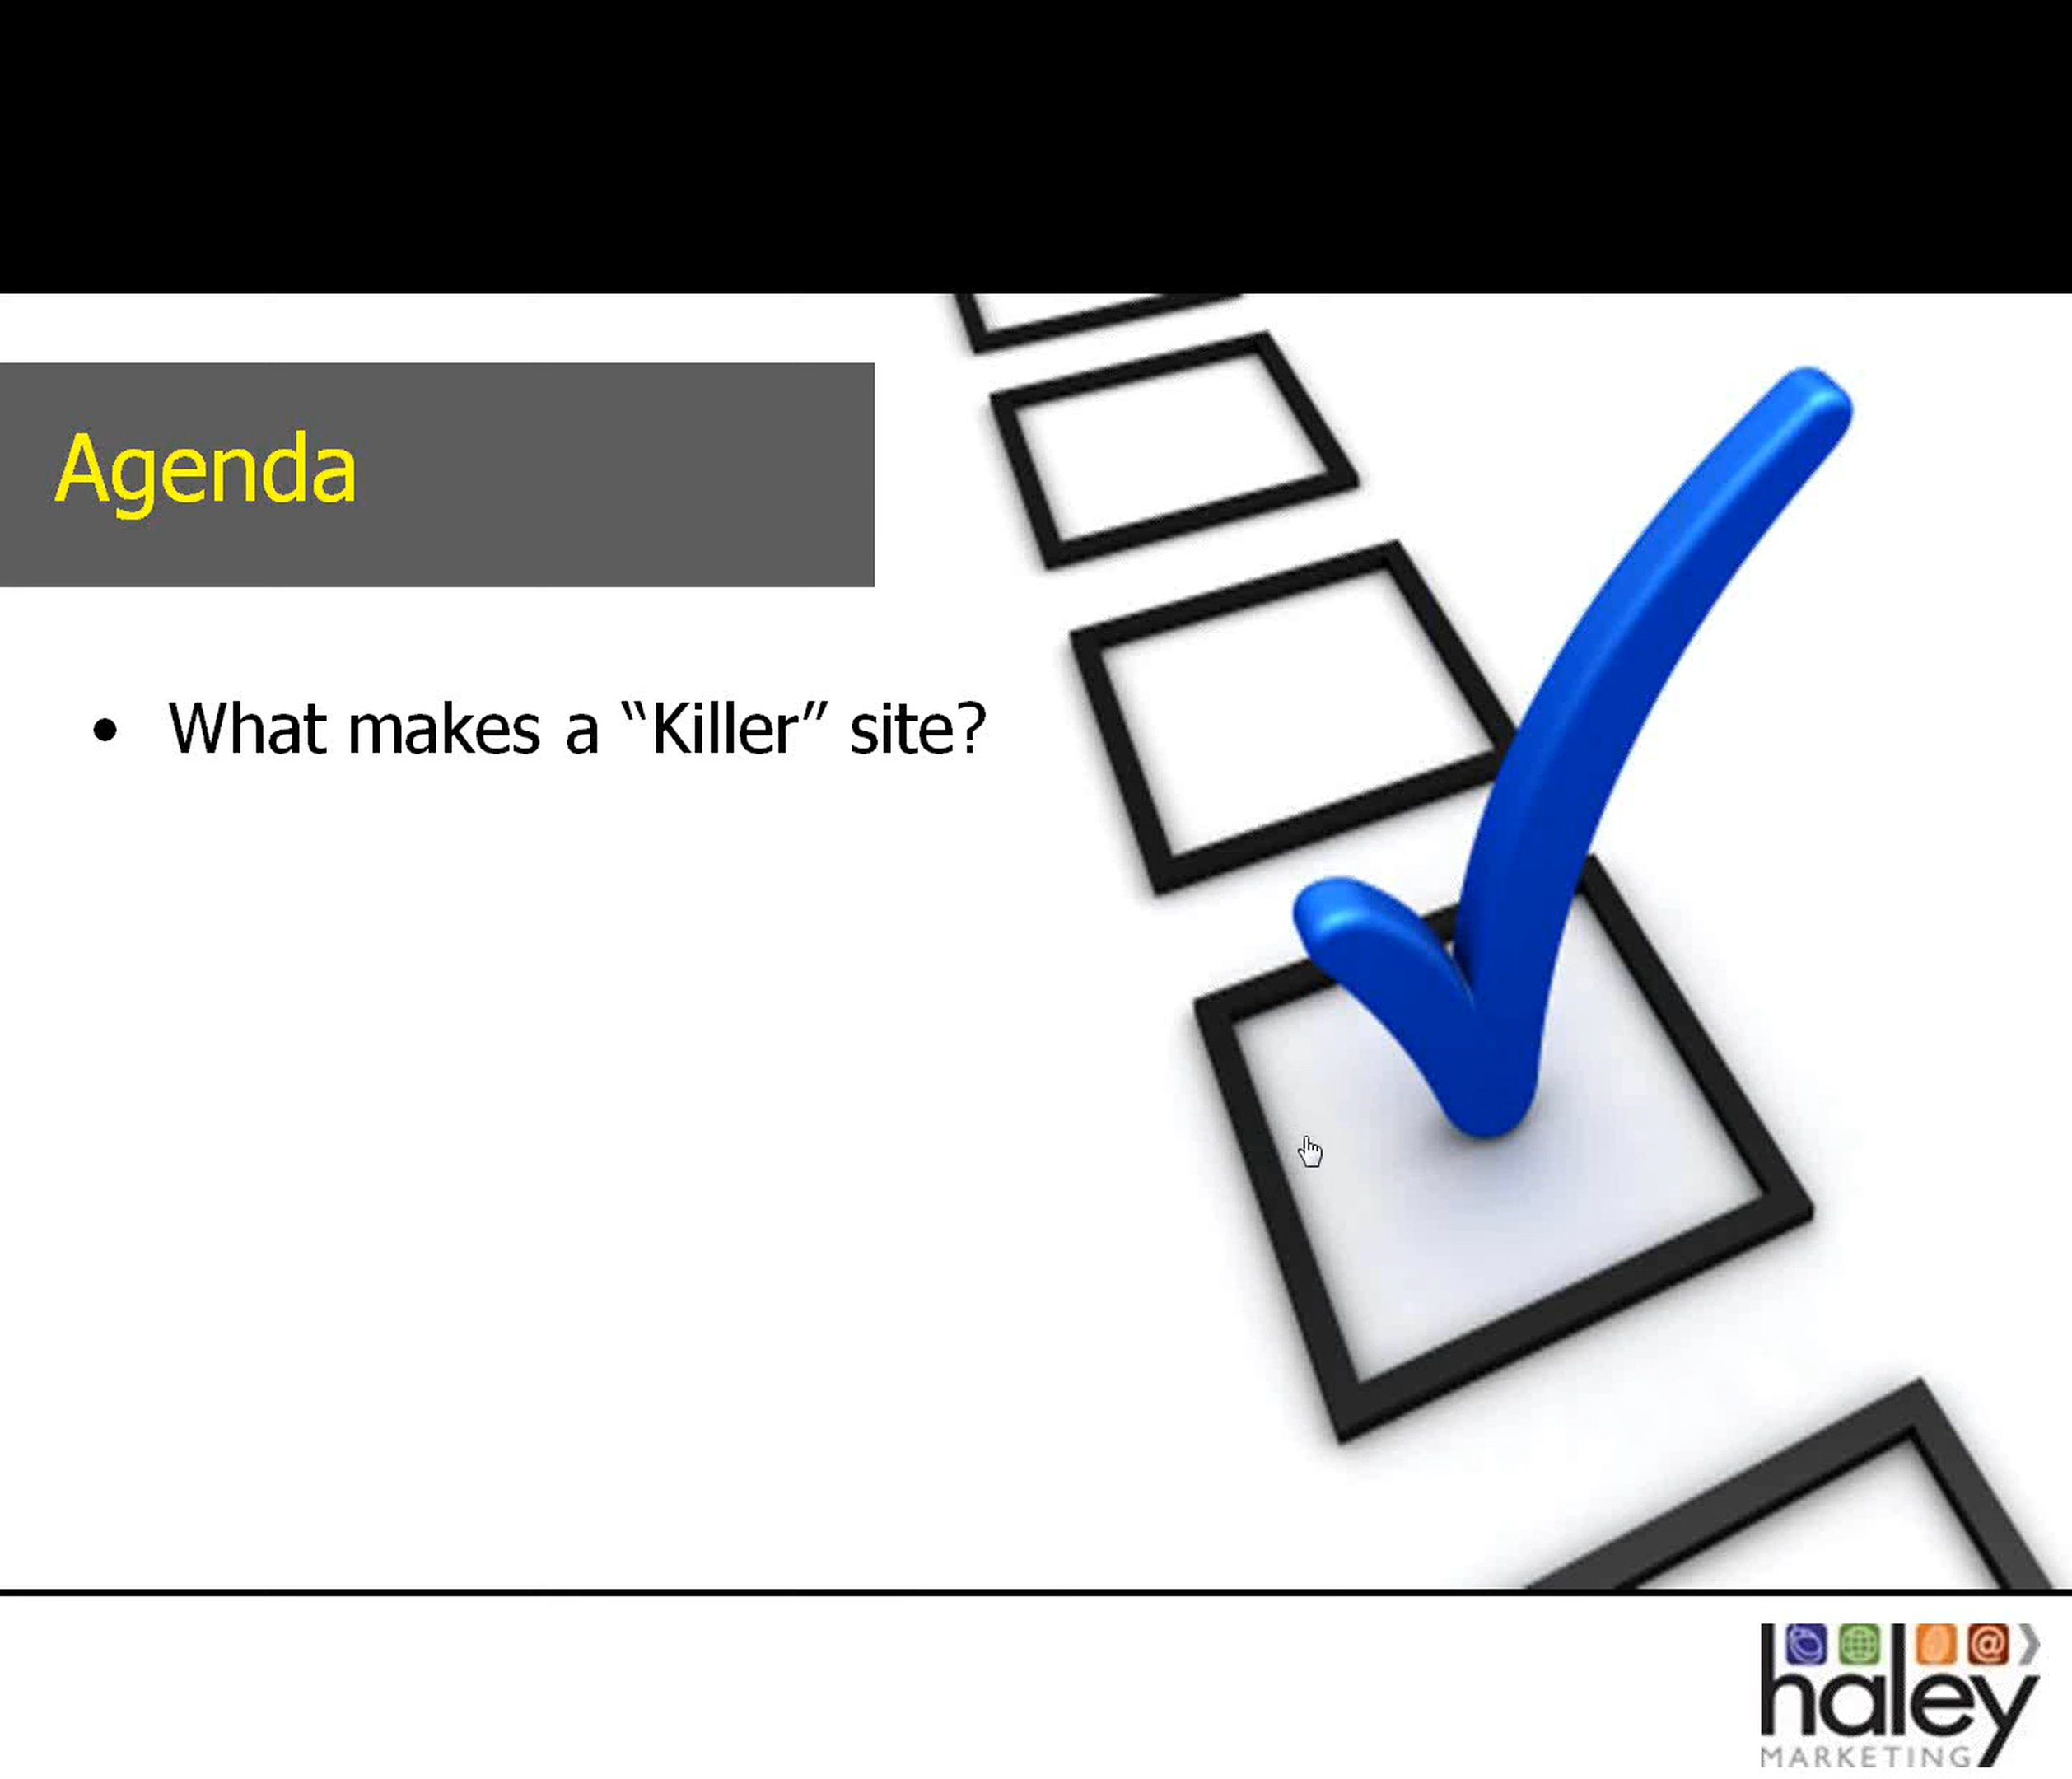 Agenda
• What makes a “Killer” site?
haley
MARKETING